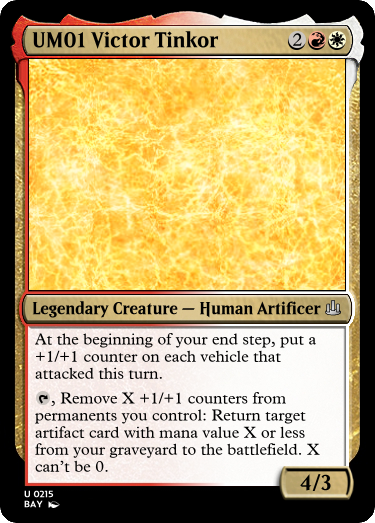 UM01 Victor Tinkor 2
Legendary Creature — Human Artificer
At the beginning of your end step, put a
+1/+1 counter on each vehicle that
attacked this turn.
, Remove X +1/+1 counters from
permanents you control: Return target
artifact card with mana value X or less
from your graveyard to the battlefield. X
can't be 0.
4/3
U 0215
BAY